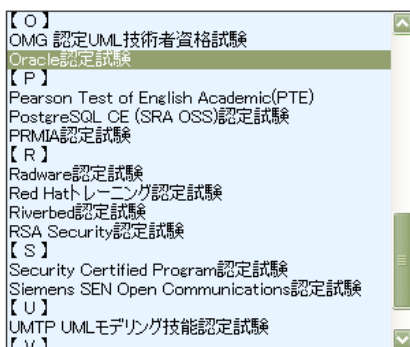 【 O 】
OMG 認定UML技術者資格試験
Oracle認定試験
【 P 】
Pearson Test of English Academic(PTE)
PostgreSQL CE (SRA OSS)認定試験
PRMIA認定試験
【 R 】
Radware認定試験
Red Hatトレーニング認定試験
Riverbed認定試験
RSA Security認定試験
【 S 】
Security Certified Program認定試験
Siemens SEN Open Communications認定試験
【 U 】
UMTP UMLモデリング技能認定試験
【 V 】